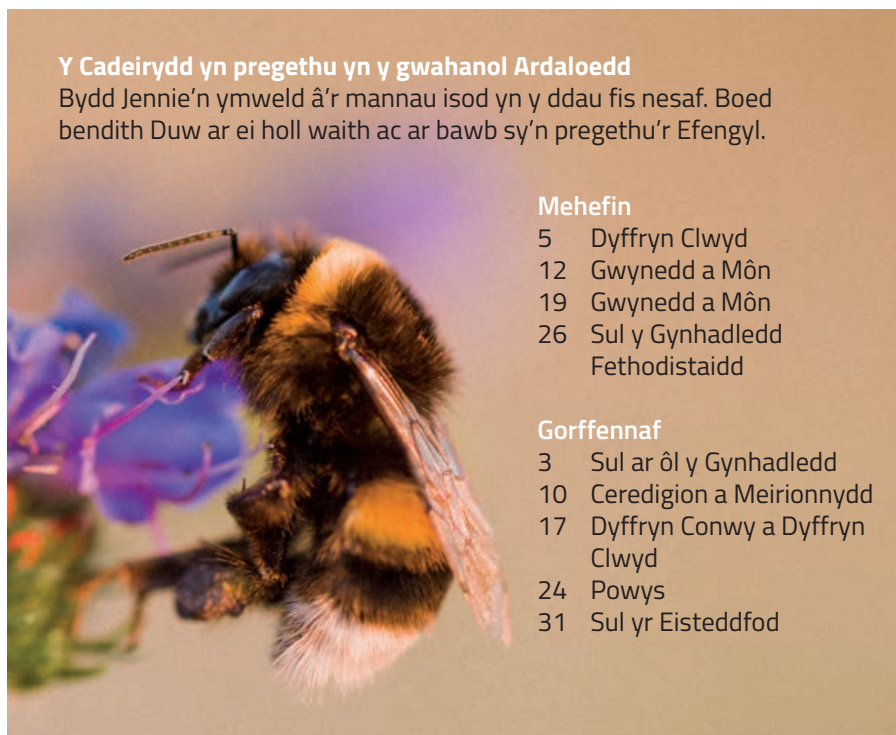 Y Cadeirydd yn pregethu yn y gwahanol Ardaloedd
Bydd Jennie'n ymweld â'r mannau isod yn y ddau fis nesaf. Boed
bendith Duw ar ei holl waith ac ar bawb sy'n pregethu'r Efengyl.
Mehefin
5 Dyffryn Clwyd
12 Gwynedd a Môn
19 Gwynedd a Môn
26 Sul y Gynhadledd
Fethodistaidd
Gorffennaf
3 Sul ar ôl y Gynhadledd
10 Ceredigion a Meirionnydd
17 Dyffryn Conwy a Dyffryn
Clwyd
24 Powys
31 Sul yr Eisteddfod